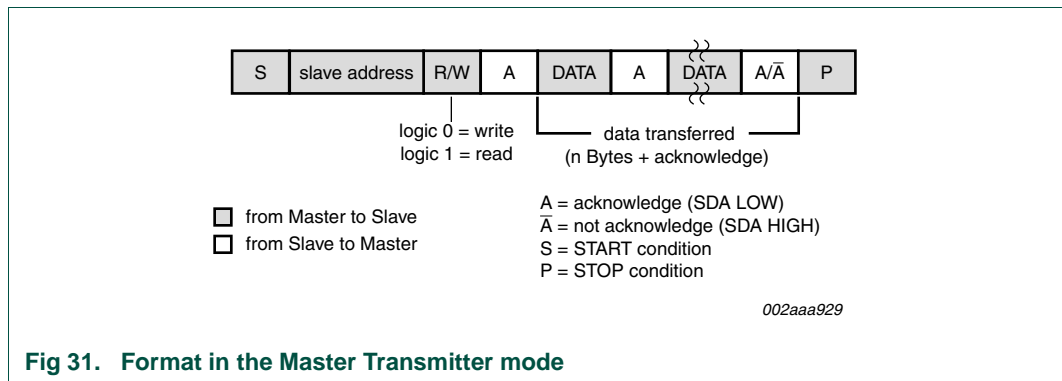 S slave address R/W A DATA A DATA A/A̅ P
logic 0 = write
logic 1 = read
data transferred
(n Bytes + acknowledge)
from Master to Slave
from Slave to Master
A = acknowledge (SDA LOW)
A̅ = not acknowledge (SDA HIGH)
S = START condition
P = STOP condition
002aaa929
Fig 31. Format in the Master Transmitter mode